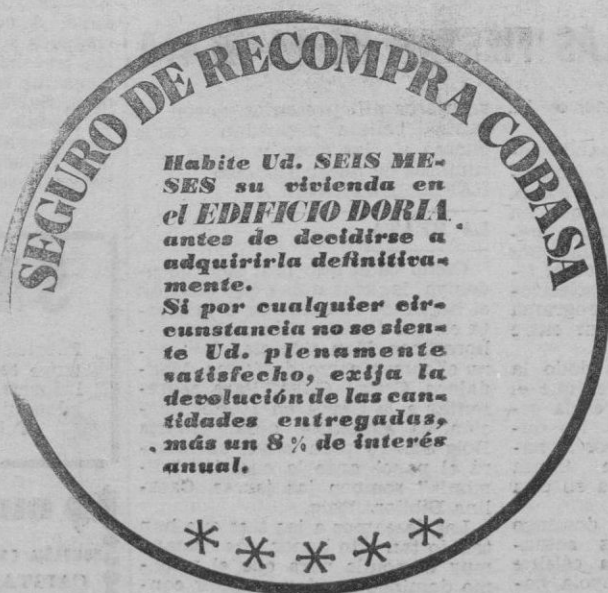 SEGURO DE RECOMPRA COBASA
Habite Ud. SEIS ME-
SES su vivienda en
el EDIFICIO DORIA
antes de decidirse a
adquirirla definitiva-
mente.
Si por cualquier cir-
cunstancia no se sien-
te Ud. plenamente
satisfecho, exija la
devolución de las can-
tidades entregadas,
más un 8 % de interés
anual.
* * * * *